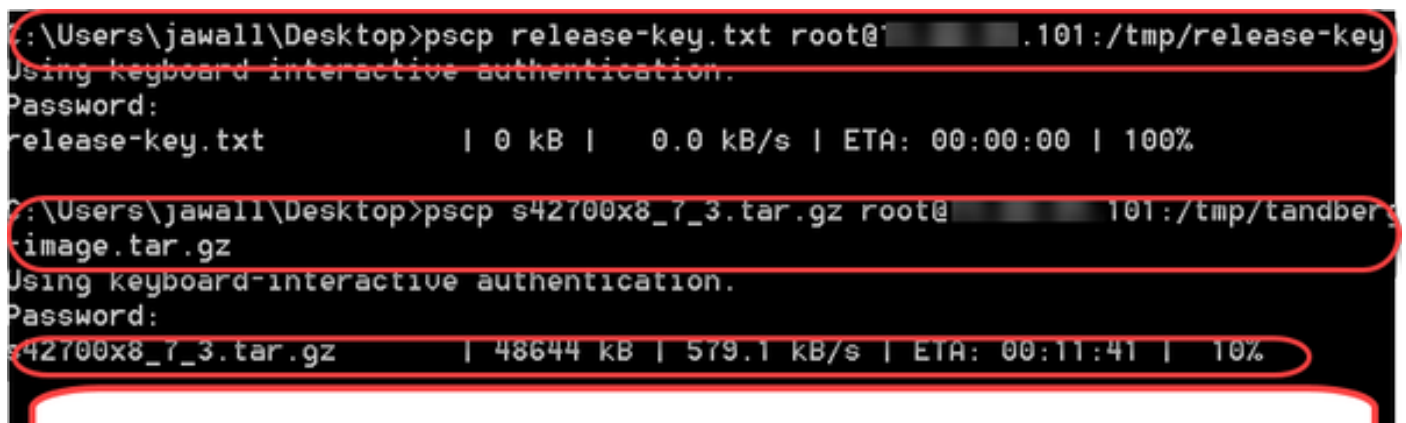 C:\Users\jawall\Desktop>pscp release-key.txt root@ .101:/tmp/release-key
Using keyboard-interactive authentication.
Password:
release-key.txt | 0 kB | 0.0 kB/s | ETA: 00:00:00 | 100%
C:\Users\jawall\Desktop>pscp s42700x8_7_3.tar.gz root@ 101:/tmp/tandberg
-image.tar.gz
Using keyboard-interactive authentication.
Password:
s42700x8_7_3.tar.gz | 48644 kB | 579.1 kB/s | ETA: 00:11:41 | 10%